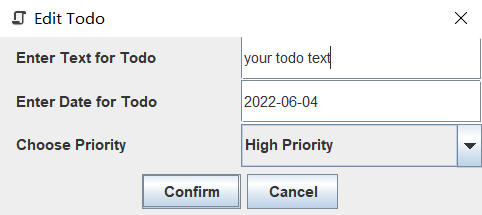 Edit Todo
Enter Text for Todo your todo text
Enter Date for Todo 2022-06-04
Choose Priority High Priority
Confirm Cancel